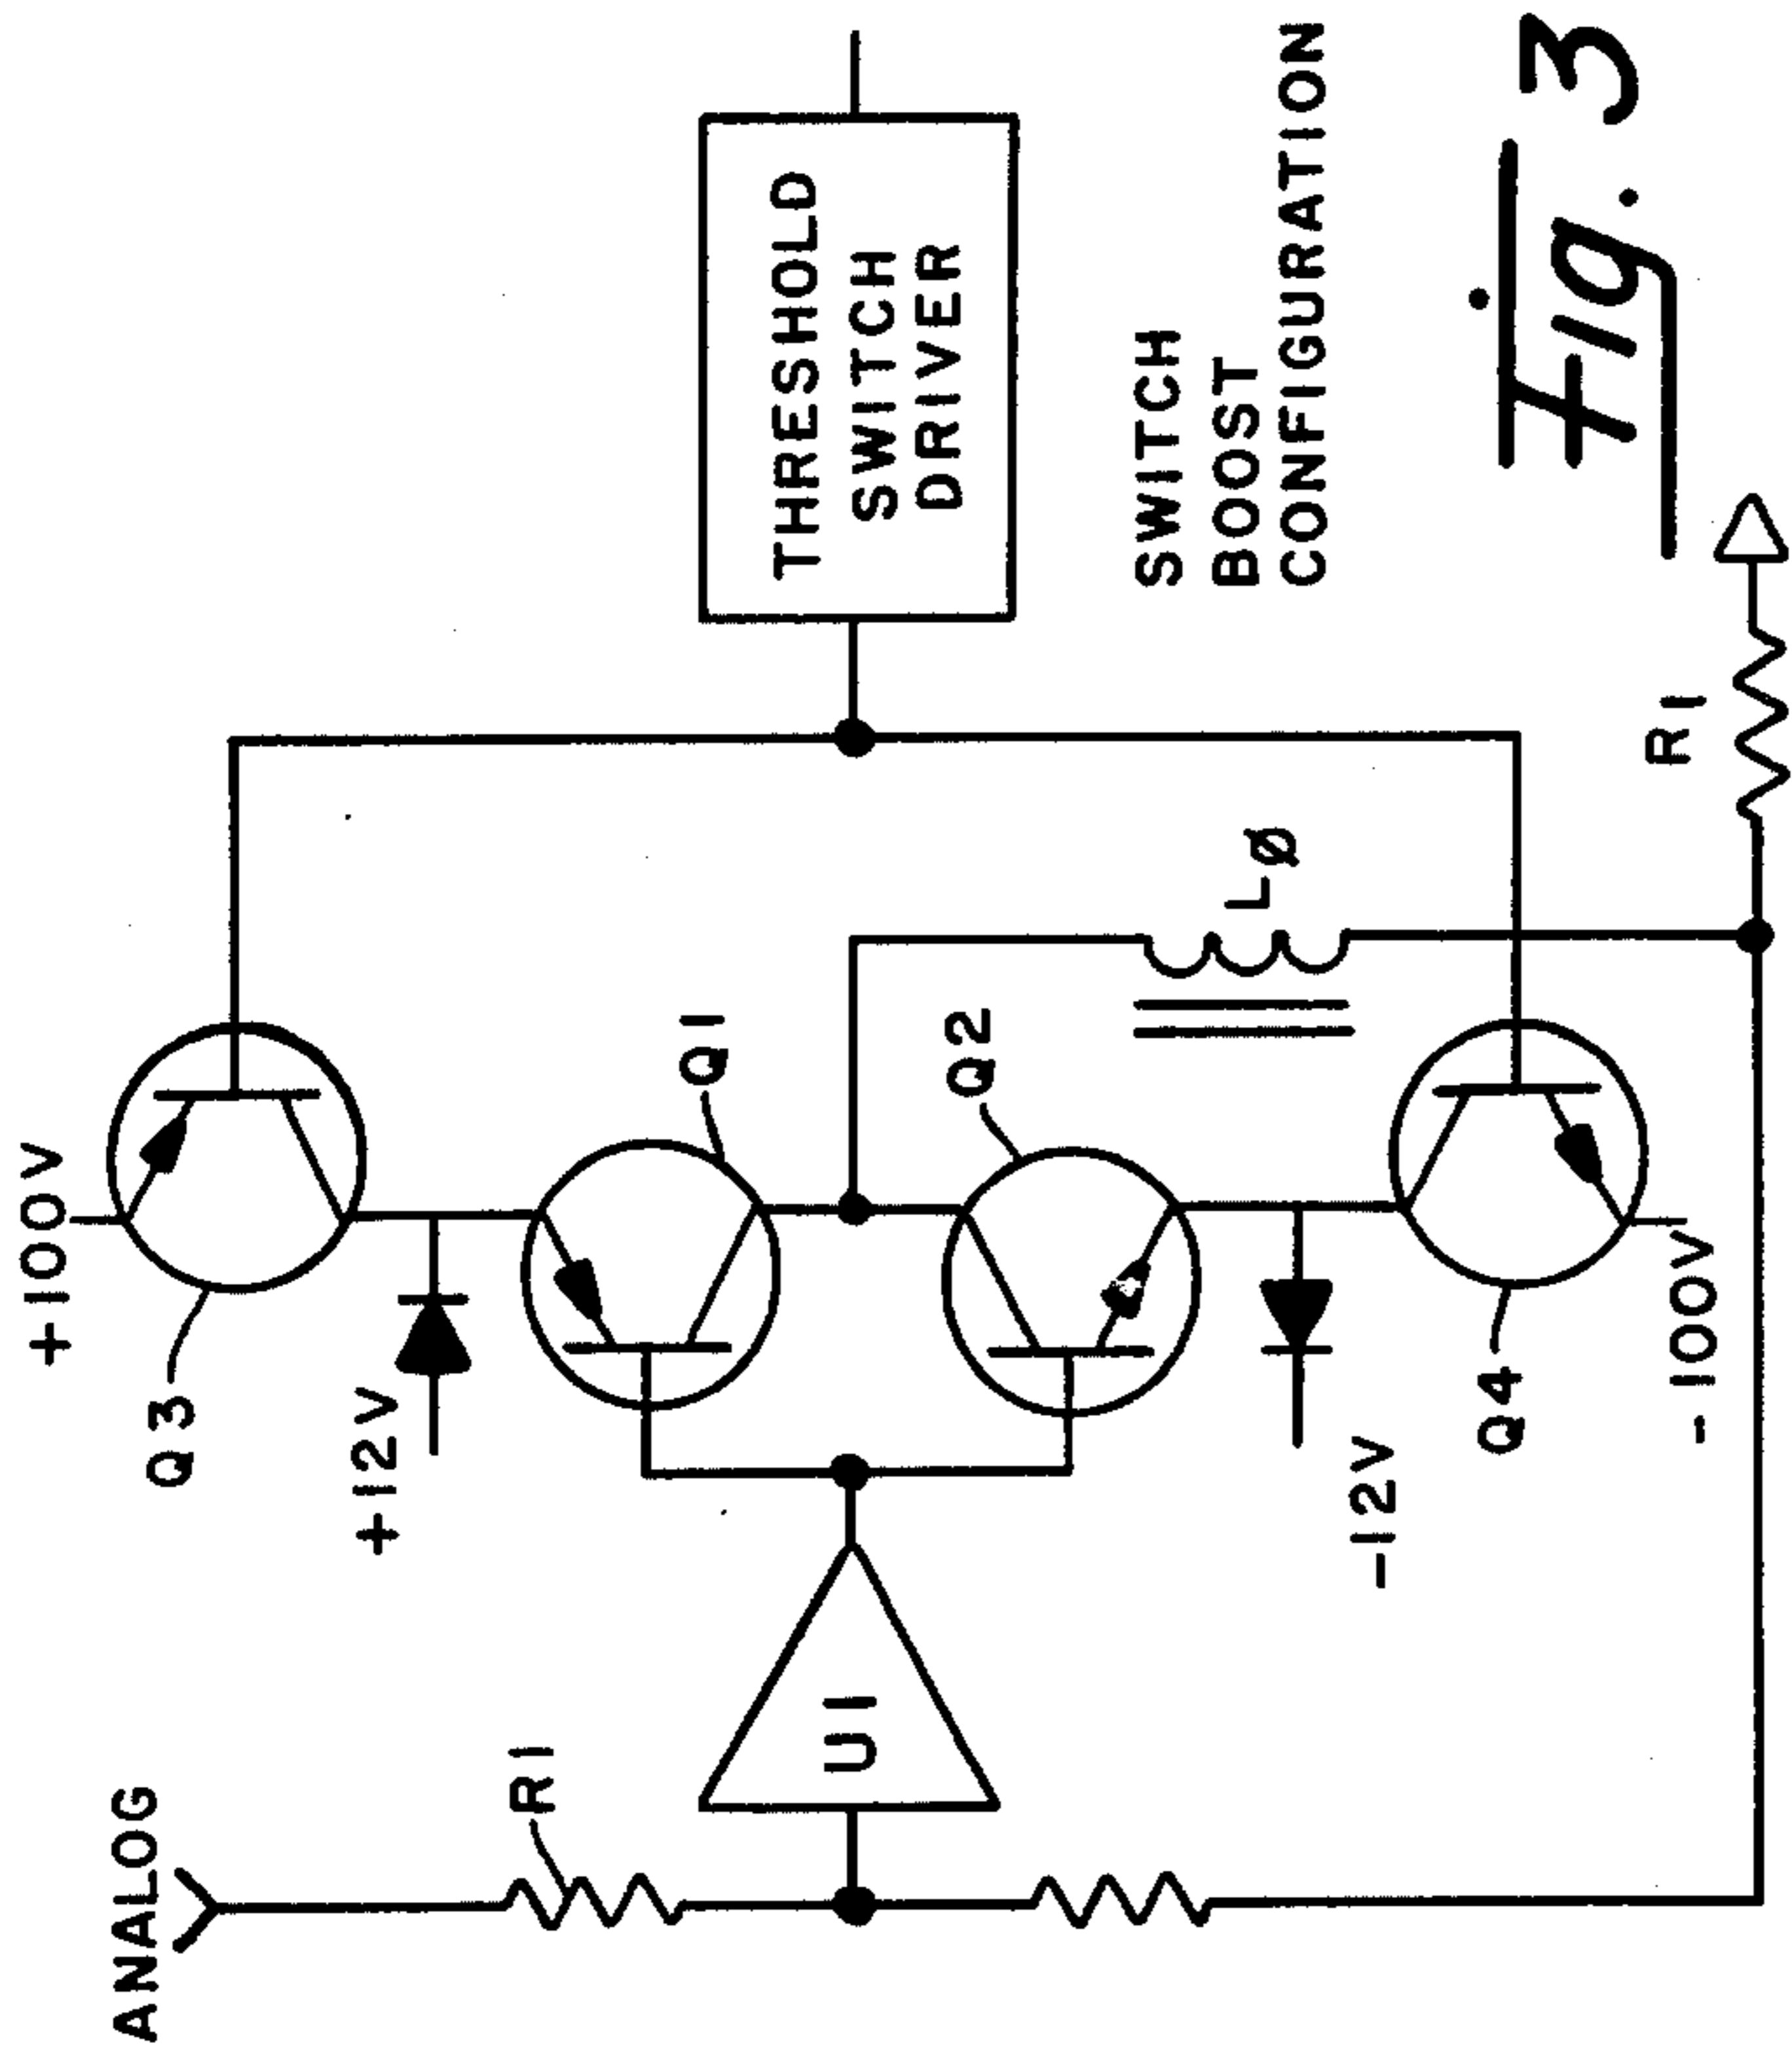 ANALOG
R1
U1
+100V
Q3
+12V
Q1
Q2
-12V
Q4
-100V
LØ
R1
THRESHOLD
SWITCH
DRIVER
SWITCH
BOOST
CONFIGURATION
Fig. 3